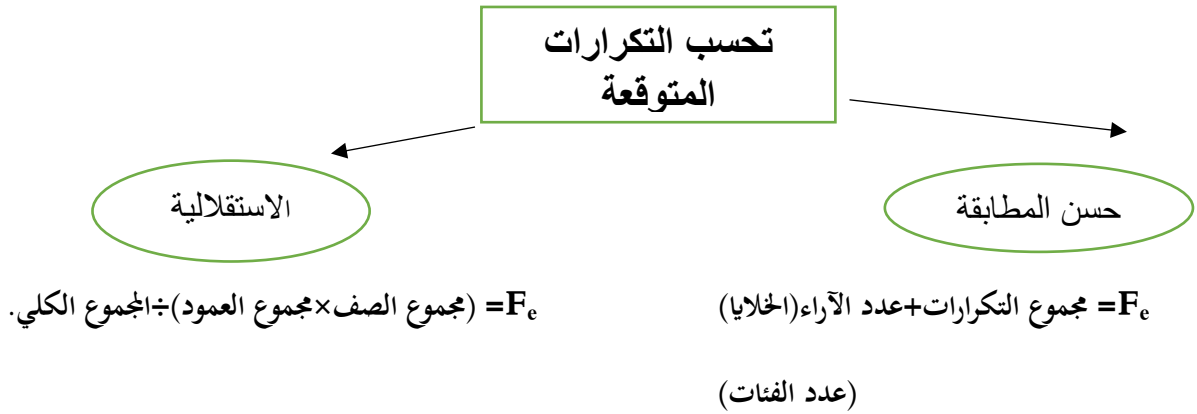 تحسب التكرارات
المتوقعة
حسن المطابقة
الاستقلالية
Fe= مجموع التكرارات+عدد الآراء(الخلايا)
Fe= (مجموع الصف×مجموع العمود)÷المجموع الكلي.
(عدد الفئات)